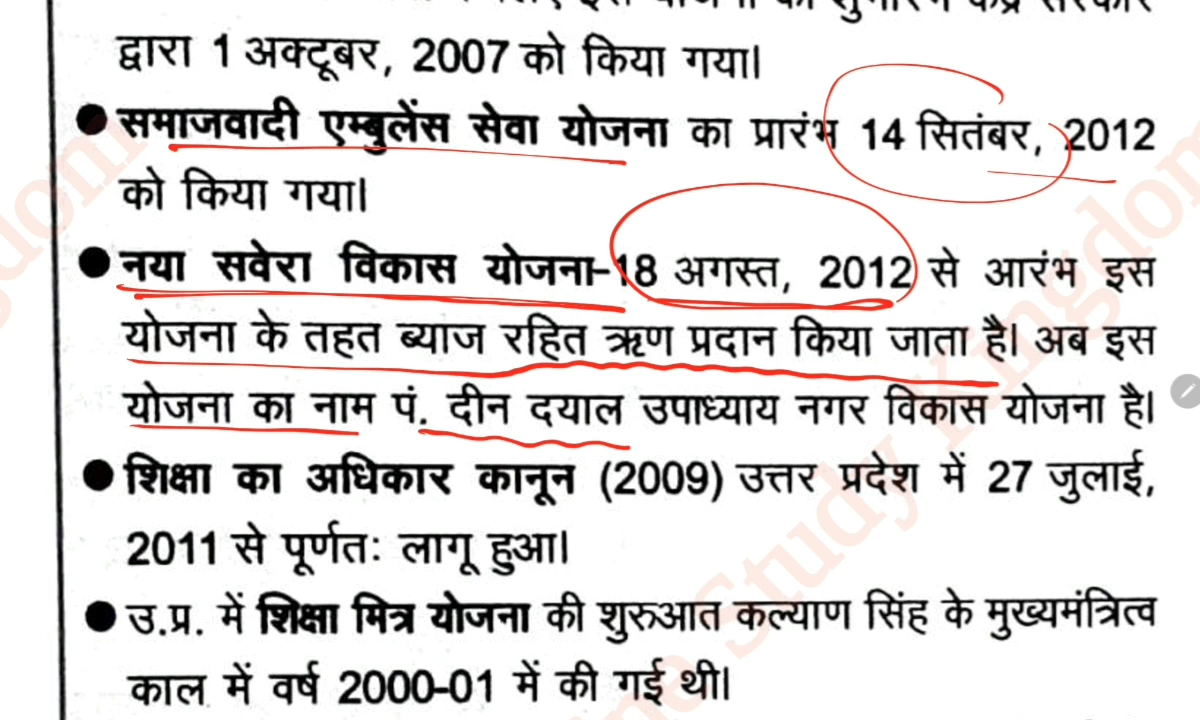 द्वारा 1 अक्टूबर, 2007 को किया गया।
● समाजवादी एम्बुलेंस सेवा योजना का प्रारंभ 14 सितंबर, 2012
को किया गया।
● नया सवेरा विकास योजना-18 अगस्त, 2012 से आरंभ इस
योजना के तहत ब्याज रहित ऋण प्रदान किया जाता है। अब इस
योजना का नाम पं. दीन दयाल उपाध्याय नगर विकास योजना है।
● शिक्षा का अधिकार कानून (2009) उत्तर प्रदेश में 27 जुलाई,
2011 से पूर्णतः लागू हुआ।
● उ.प्र. में शिक्षा मित्र योजना की शुरुआत कल्याण सिंह के मुख्यमंत्रित्व
काल में वर्ष 2000-01 में की गई थी।
Study Kingdom